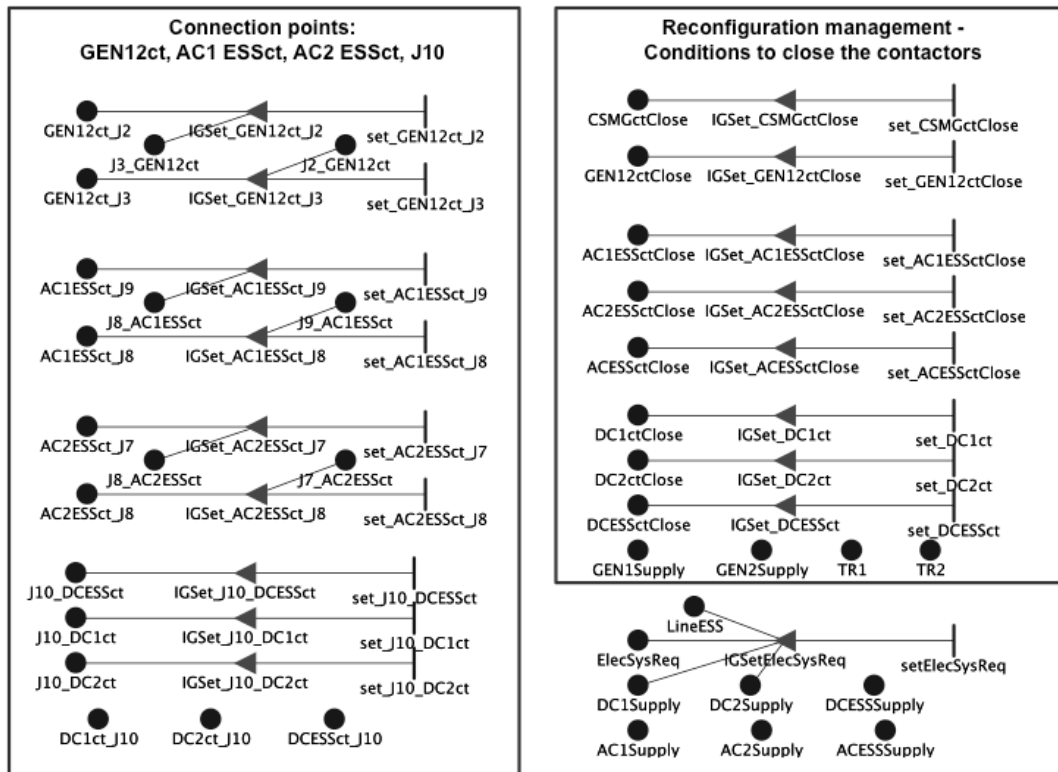 Connection points:
GEN12ct, AC1 ESSct, AC2 ESSct, J10
GEN12ct_J2
IGSet_GEN12ct_J2
set_GEN12ct_J2
J3_GEN12ct
J2_GEN12ct
GEN12ct_J3
IGSet_GEN12ct_J3
set_GEN12ct_J3
AC1ESSct_J9
IGSet_AC1ESSct_J9
set_AC1ESSct_J9
J8_AC1ESSct
J9_AC1ESSct
AC1ESSct_J8
IGSet_AC1ESSct_J8
set_AC1ESSct_J8
AC2ESSct_J7
IGSet_AC2ESSct_J7
set_AC2ESSct_J7
J8_AC2ESSct
J7_AC2ESSct
AC2ESSct_J8
IGSet_AC2ESSct_J8
set_AC2ESSct_J8
J10_DCESSct
IGSet_J10_DCESSct
set_J10_DCESSct
J10_DC1ct
IGSet_J10_DC1ct
set_J10_DC1ct
J10_DC2ct
IGSet_J10_DC2ct
set_J10_DC2ct
DC1ct_J10
DC2ct_J10
DCESSct_J10
Reconfiguration management -
Conditions to close the contactors
CSMGctClose
IGSet_CSMGctClose
set_CSMGctClose
GEN12ctClose
IGSet_GEN12ctClose
set_GEN12ctClose
AC1ESSctClose
IGSet_AC1ESSctClose
set_AC1ESSctClose
AC2ESSctClose
IGSet_AC2ESSctClose
set_AC2ESSctClose
ACESSctClose
IGSet_ACESSctClose
set_ACESSctClose
DC1ctClose
IGSet_DC1ct
set_DC1ct
DC2ctClose
IGSet_DC2ct
set_DC2ct
DCESSctClose
IGSet_DCESSct
set_DCESSct
GEN1Supply
GEN2Supply
TR1
TR2
LineESS
ElecSysReq
IGSetElecSysReq
setElecSysReq
DC1Supply
DC2Supply
DCESSSupply
AC1Supply
AC2Supply
ACESSSupply